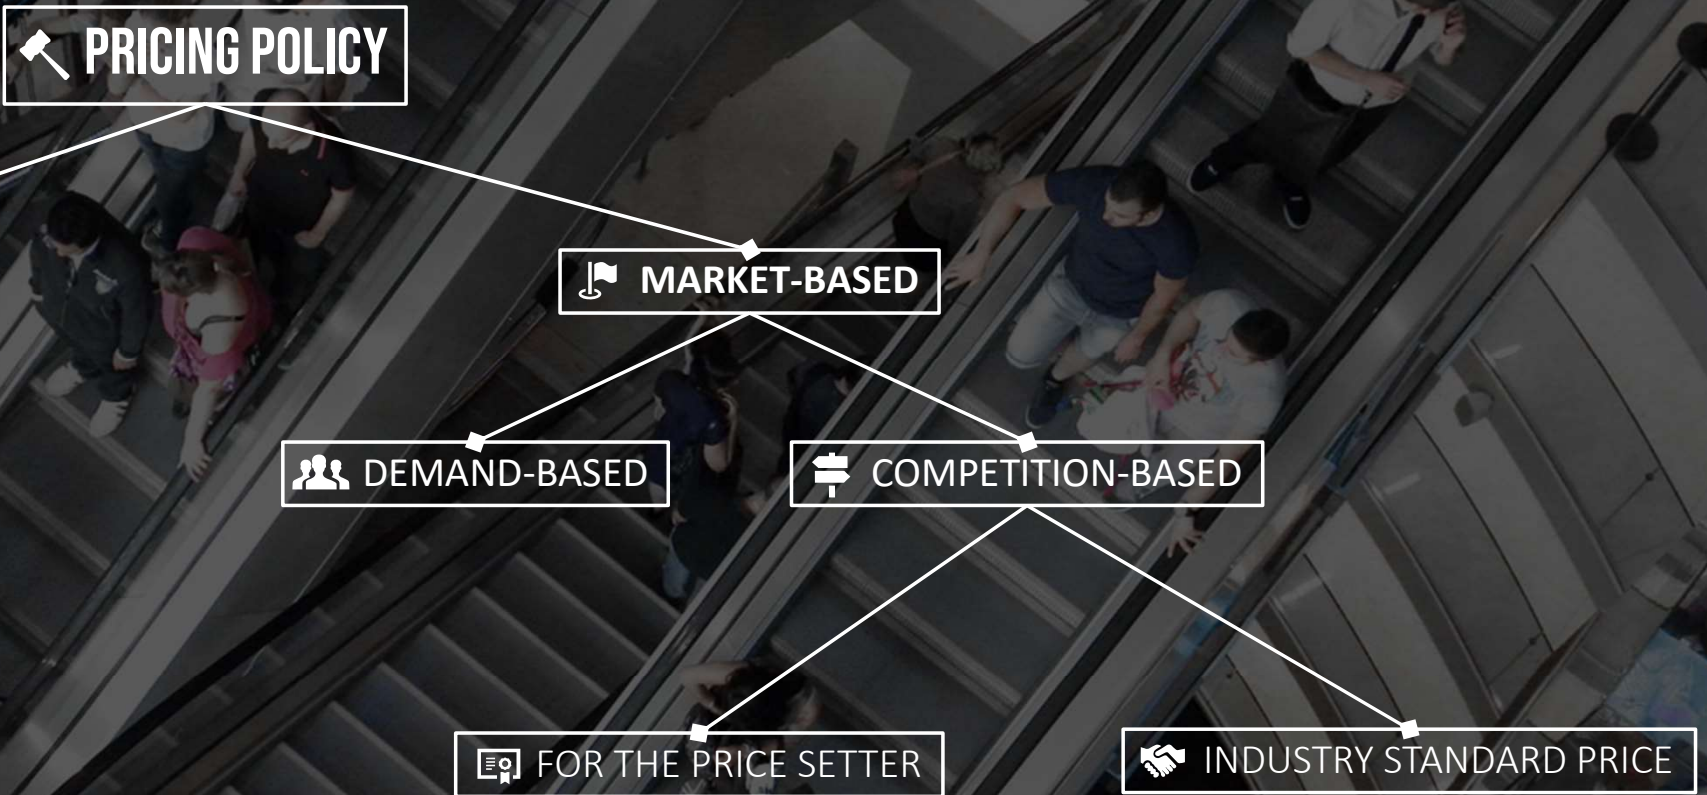 PRICING POLICY
MARKET-BASED
DEMAND-BASED
COMPETITION-BASED
FOR THE PRICE SETTER
INDUSTRY STANDARD PRICE